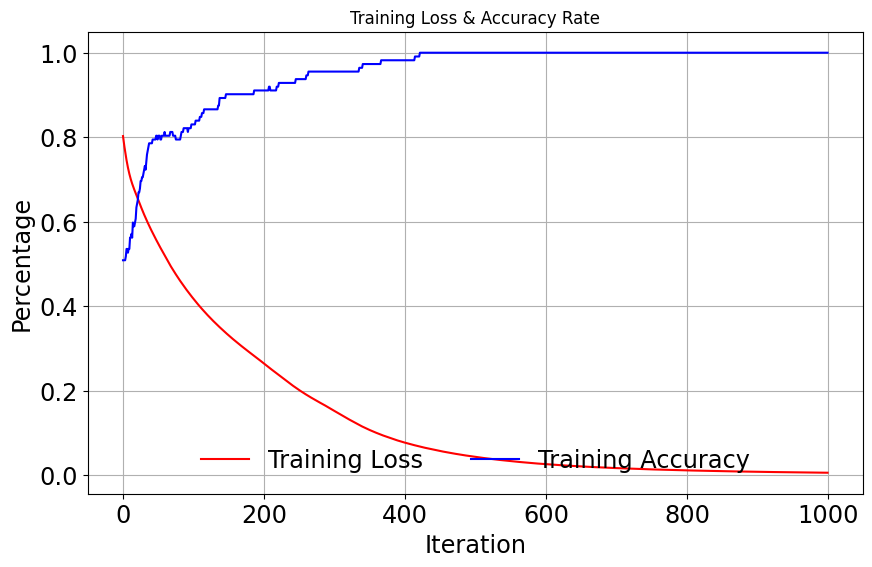 Training Loss & Accuracy Rate
1.0
0.8
0.6
0.4
0.2
0.0
Percentage
Training Loss
Training Accuracy
0 200 400 600 800 1000
Iteration